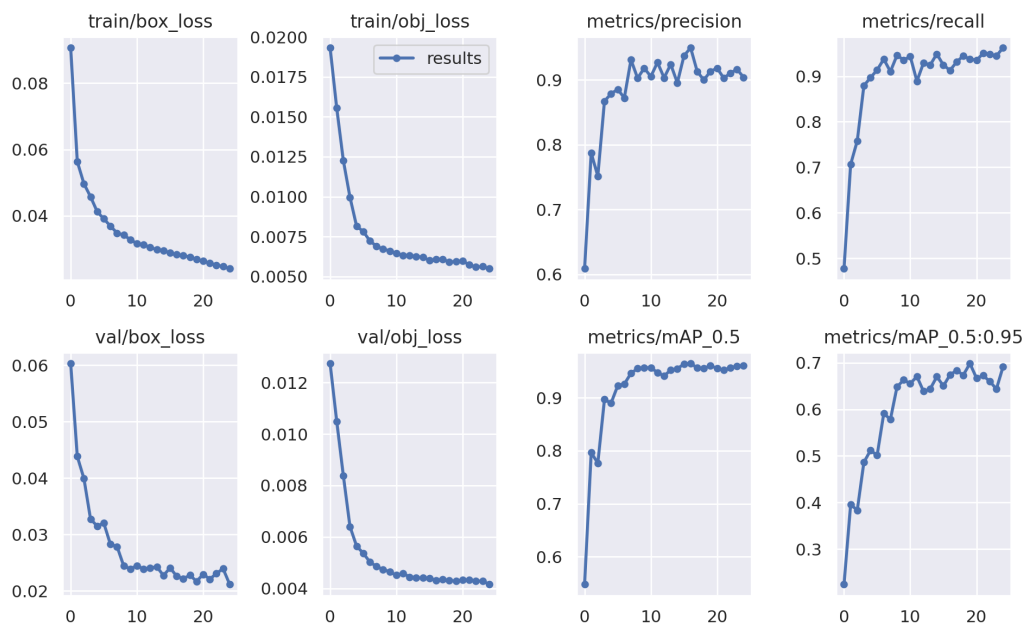 train/box_loss
train/obj_loss
metrics/precision
metrics/recall
0.08
0.06
0.04
0 10 20
0.0200
0.0175
0.0150
0.0125
0.0100
0.0075
0.0050
results
0 10 20
0.9
0.8
0.7
0.6
0 10 20
0.9
0.8
0.7
0.6
0.5
0 10 20
val/box_loss
val/obj_loss
metrics/mAP_0.5
metrics/mAP_0.5:0.95
0.06
0.05
0.04
0.03
0.02
0 10 20
0.012
0.010
0.008
0.006
0.004
0 10 20
0.9
0.8
0.7
0.6
0 10 20
0.7
0.6
0.5
0.4
0.3
0 10 20